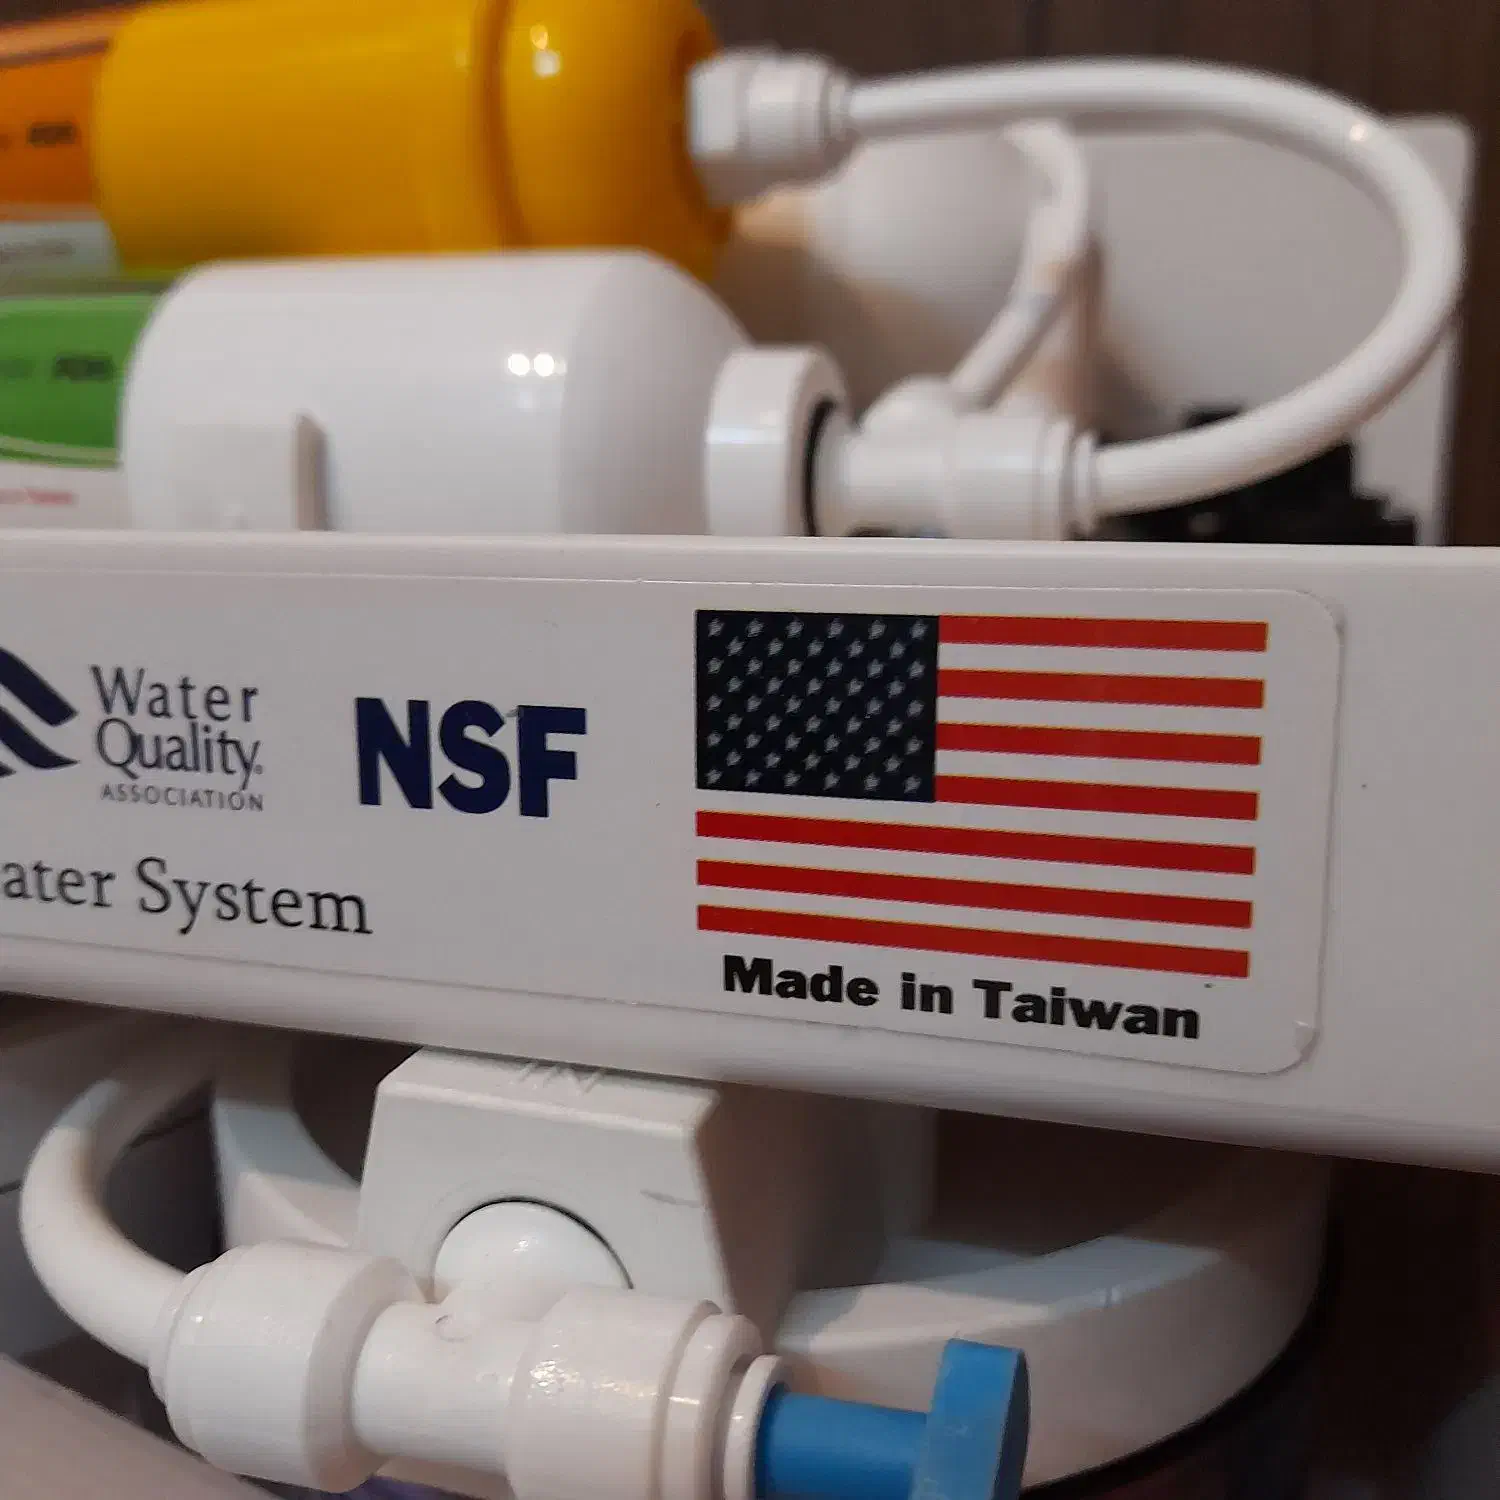 Water
Quality
ASSOCIATION
NSF
ater System
Made in Taiwan